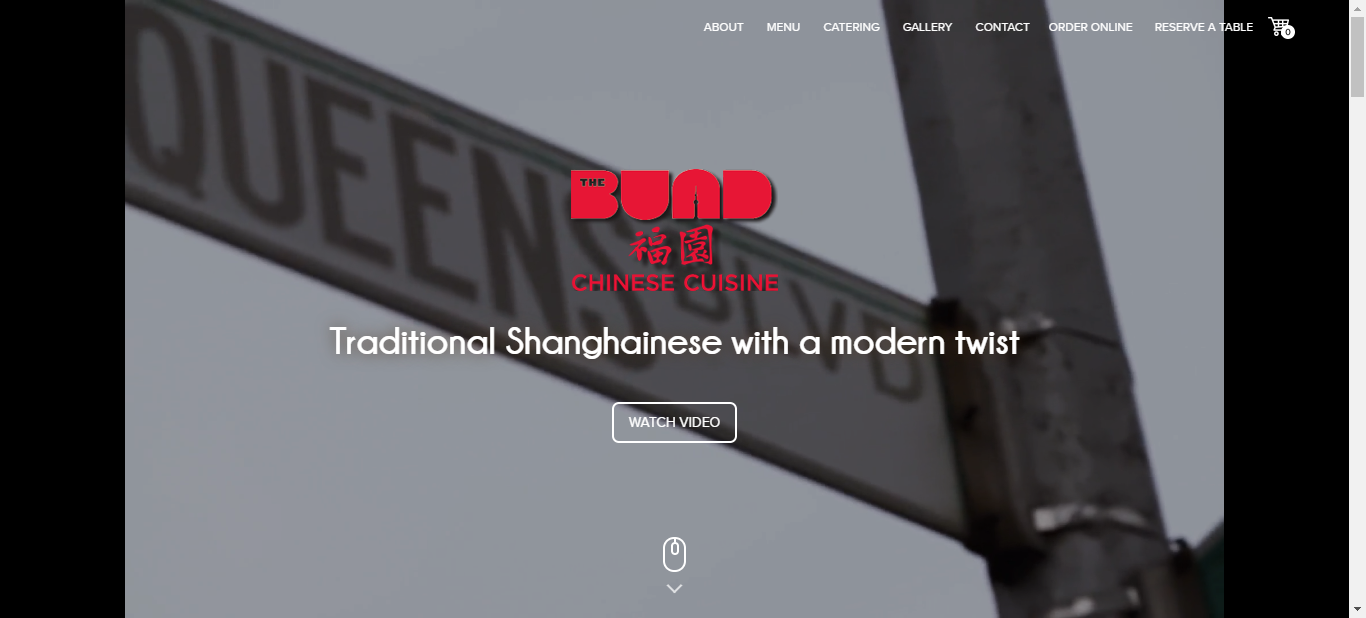 ABOUT MENU CATERING GALLERY CONTACT ORDER ONLINE RESERVE A TABLE 0
QUEENS BLVD
THE BUND
福園
CHINESE CUISINE
Traditional Shanghainese with a modern twist
WATCH VIDEO